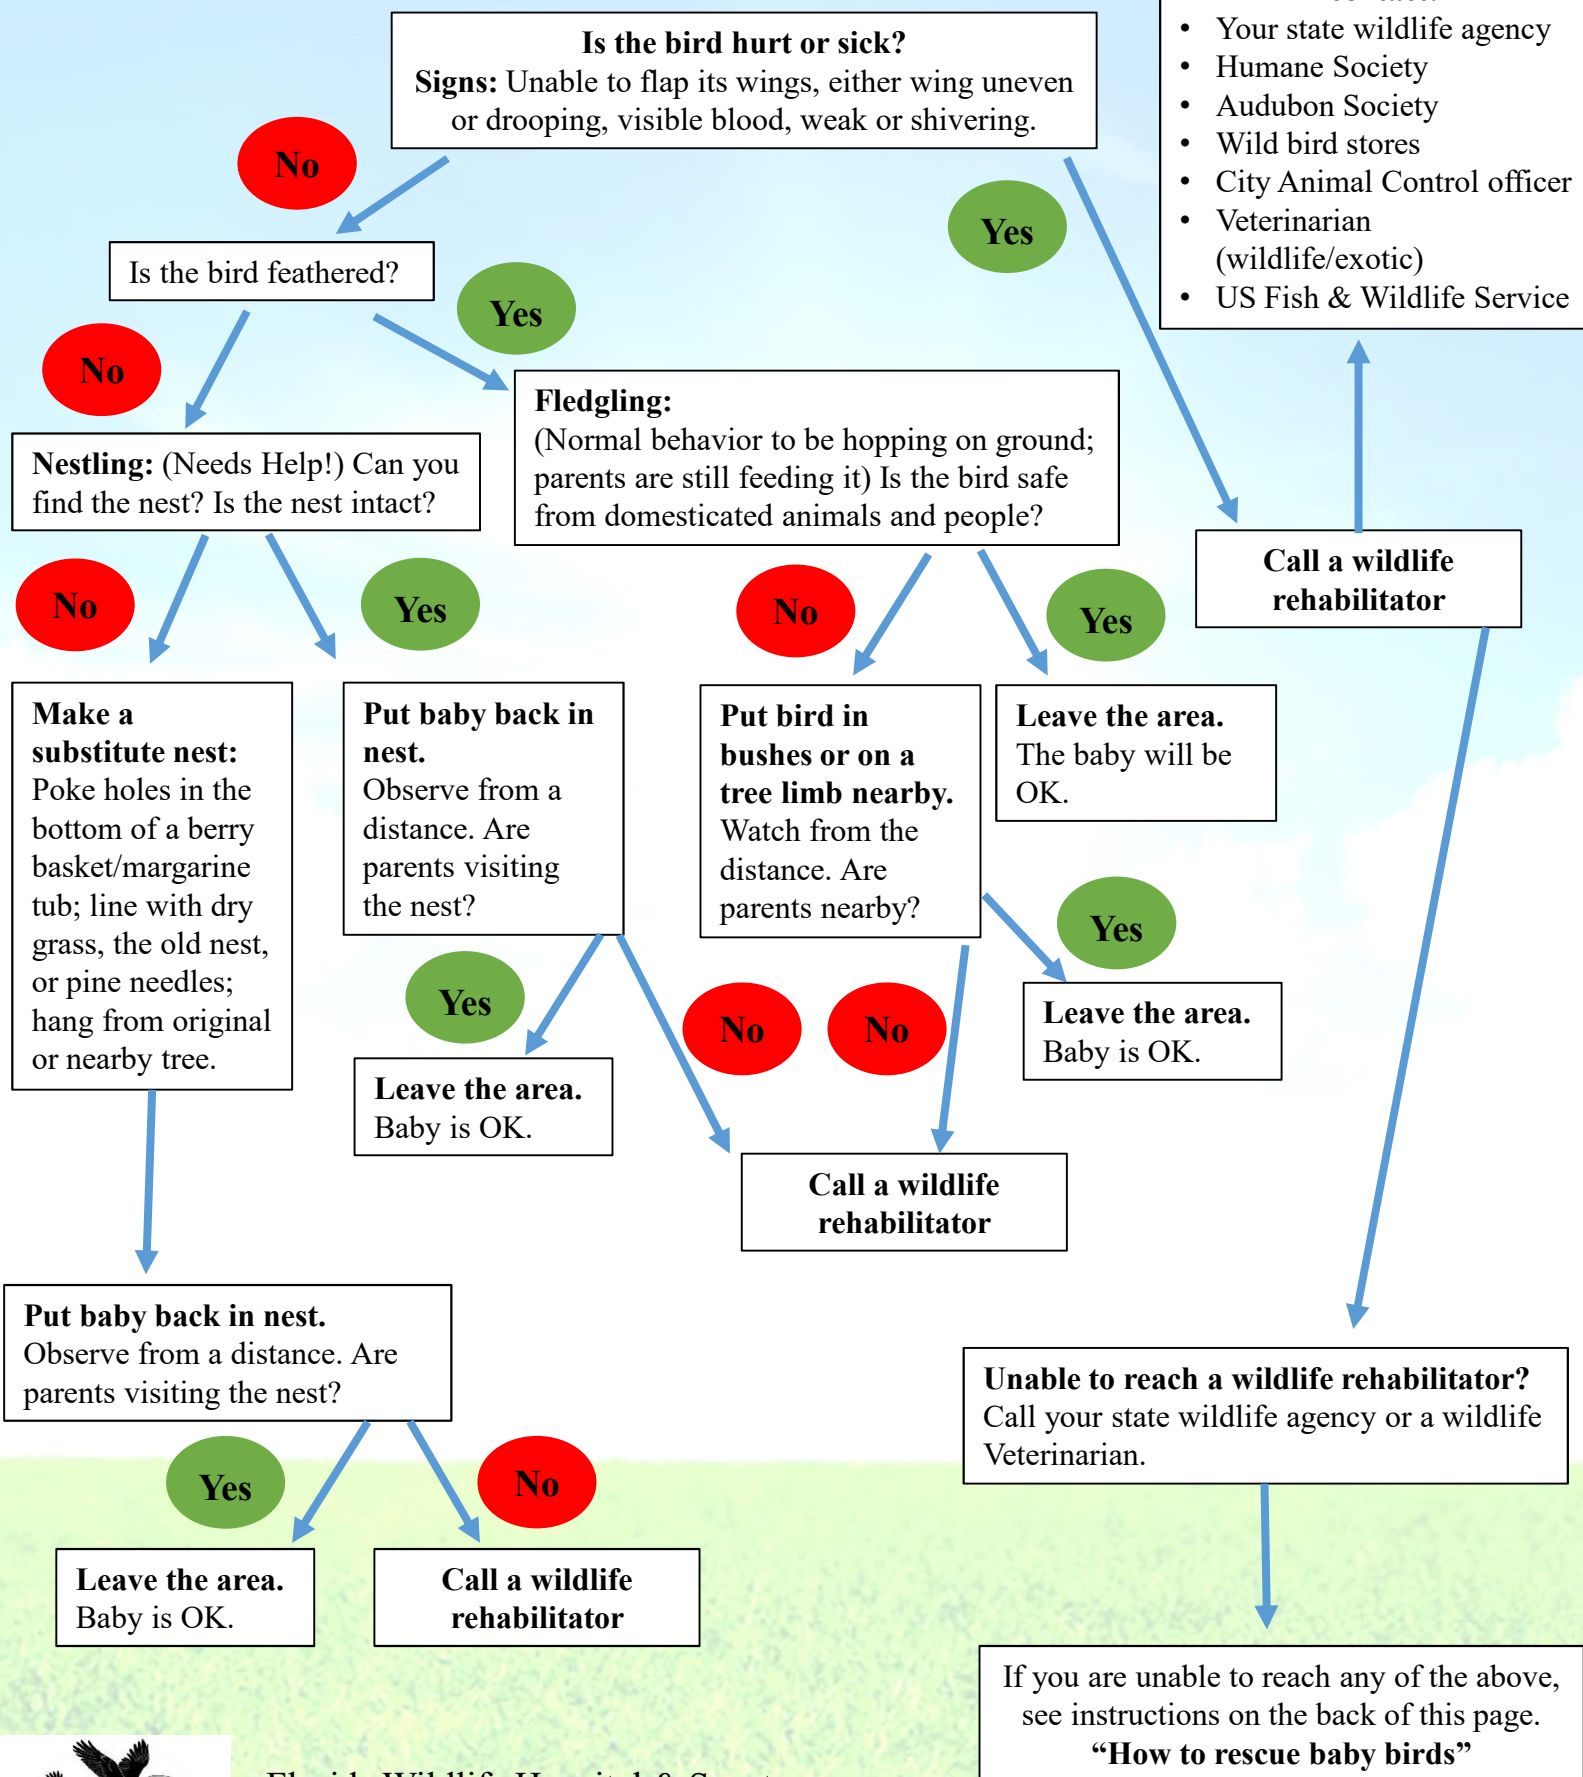 Is the bird hurt or sick?
Signs: Unable to flap its wings, either wing uneven
or drooping, visible blood, weak or shivering.
• Your state wildlife agency
• Humane Society
• Audubon Society
• Wild bird stores
• City Animal Control officer
• Veterinarian
(wildlife/exotic)
• US Fish & Wildlife Service
No
Yes
Is the bird feathered?
No
Yes
Nestling: (Needs Help!) Can you
find the nest? Is the nest intact?
Fledgling:
(Normal behavior to be hopping on ground;
parents are still feeding it) Is the bird safe
from domesticated animals and people?
Call a wildlife
rehabilitator
No
Yes
No
Yes
Make a
substitute nest:
Poke holes in the
bottom of a berry
basket/margarine
tub; line with dry
grass, the old nest,
or pine needles;
hang from original
or nearby tree.
Put baby back in
nest.
Observe from a
distance. Are
parents visiting
the nest?
Put bird in
bushes or on a
tree limb nearby.
Watch from the
distance. Are
parents nearby?
Leave the area.
The baby will be
OK.
Yes
No
No
Yes
Leave the area.
Baby is OK.
Leave the area.
Baby is OK.
Call a wildlife
rehabilitator
Put baby back in nest.
Observe from a distance. Are
parents visiting the nest?
Unable to reach a wildlife rehabilitator?
Call your state wildlife agency or a wildlife
Veterinarian.
Yes
No
Leave the area.
Baby is OK.
Call a wildlife
rehabilitator
If you are unable to reach any of the above,
see instructions on the back of this page.
“How to rescue baby birds”
Florida Wildlife Hospital &